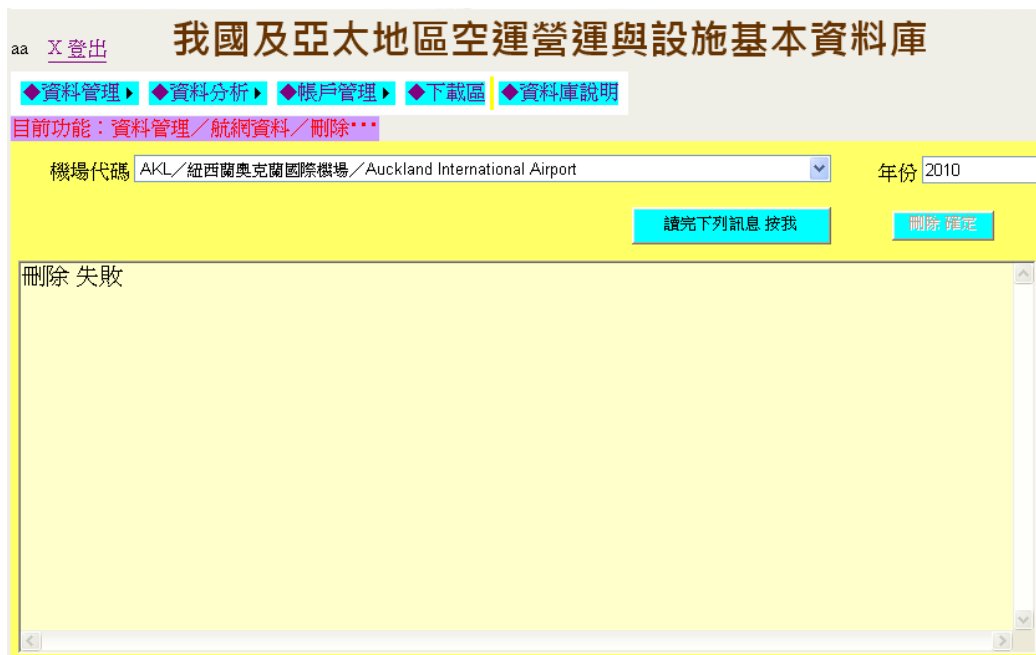 aa X 登出 我國及亞太地區空運營運與設施基本資料庫
◆資料管理▶ ◆資料分析▶ ◆帳戶管理▶ ◆下載區 ◆資料庫說明
目前功能：資料管理／航網資料／刪除···
機場代碼 AKL／紐西蘭奧克蘭國際機場／Auckland International Airport 年份 2010
讀完下列訊息 按我 刪除 確定
刪除 失敗